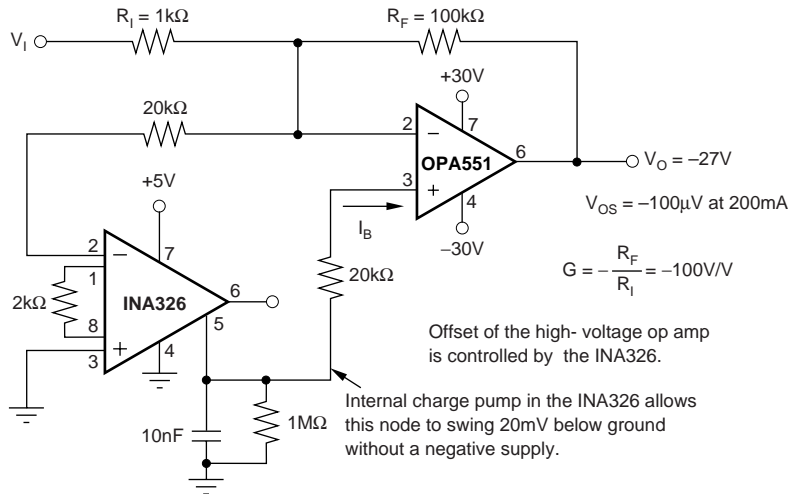 R_I = 1kΩ
R_F = 100kΩ
V_I
+30V
20kΩ
2
−
7
6
OPA551
V_O = −27V
+5V
3
+
4
V_OS = −100µV at 200mA
I_B
−30V
2
−
7
1
G = − R_F / R_I = −100V/V
20kΩ
2kΩ
INA326
6
8
5
3
+
4
Offset of the high- voltage op amp
is controlled by the INA326.
Internal charge pump in the INA326 allows
this node to swing 20mV below ground
without a negative supply.
10nF
1MΩ